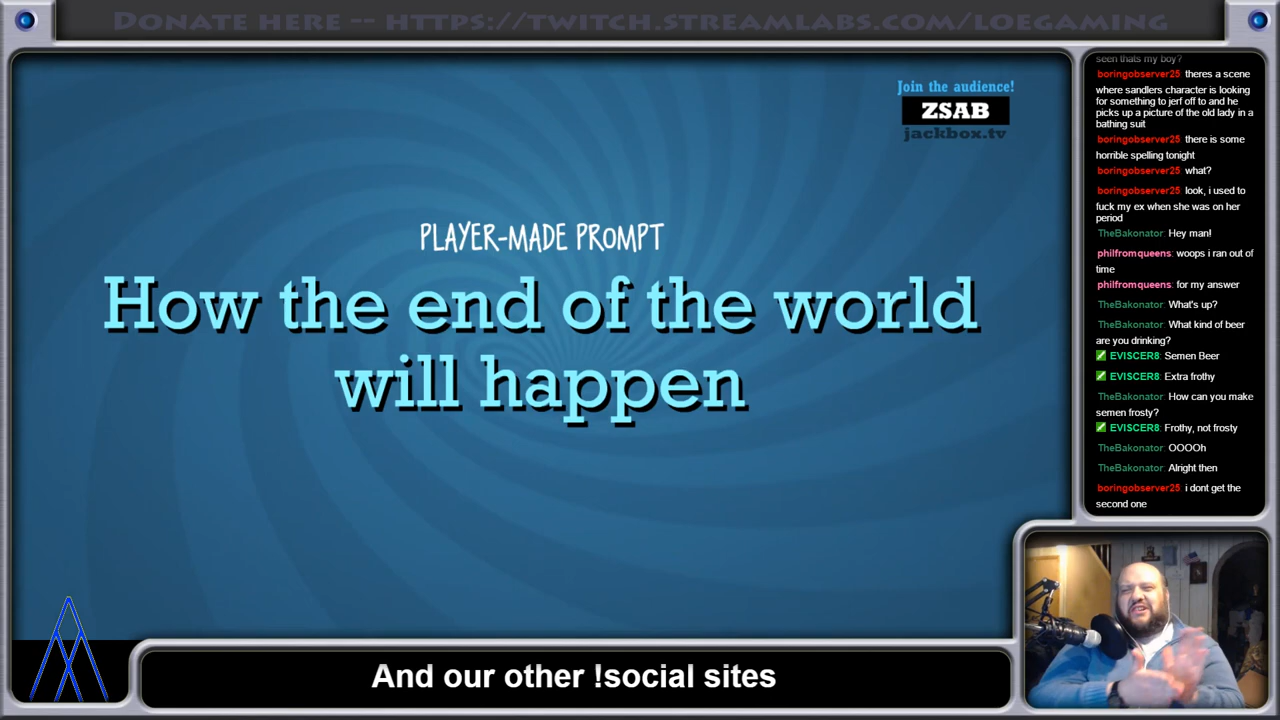 Donate here -- https://twitch.streamlabs.com/loegaming
Join the audience!
ZSAB
jackbox.tv
PLAYER-MADE PROMPT
How the end of the world
will happen
seen thats my boy?
boringobserver25: theres a scene
where sandlers character is looking
for something to jerf off to and he
picks up a picture of the old lady in a
bathing suit
boringobserver25: there is some
horrible spelling tonight
boringobserver25: what?
boringobserver25: look, i used to
fuck my ex when she was on her
period
TheBakonator: Hey man!
philfromqueens: woops i ran out of
time
philfromqueens: for my answer
TheBakonator: What's up?
TheBakonator: What kind of beer
are you drinking?
EVISCER8: Semen Beer
EVISCER8: Extra frothy
TheBakonator: How can you make
semen frosty?
EVISCER8: Frothy, not frosty
TheBakonator: OOOOh
TheBakonator: Alright then
boringobserver25: i dont get the
second one
And our other !social sites